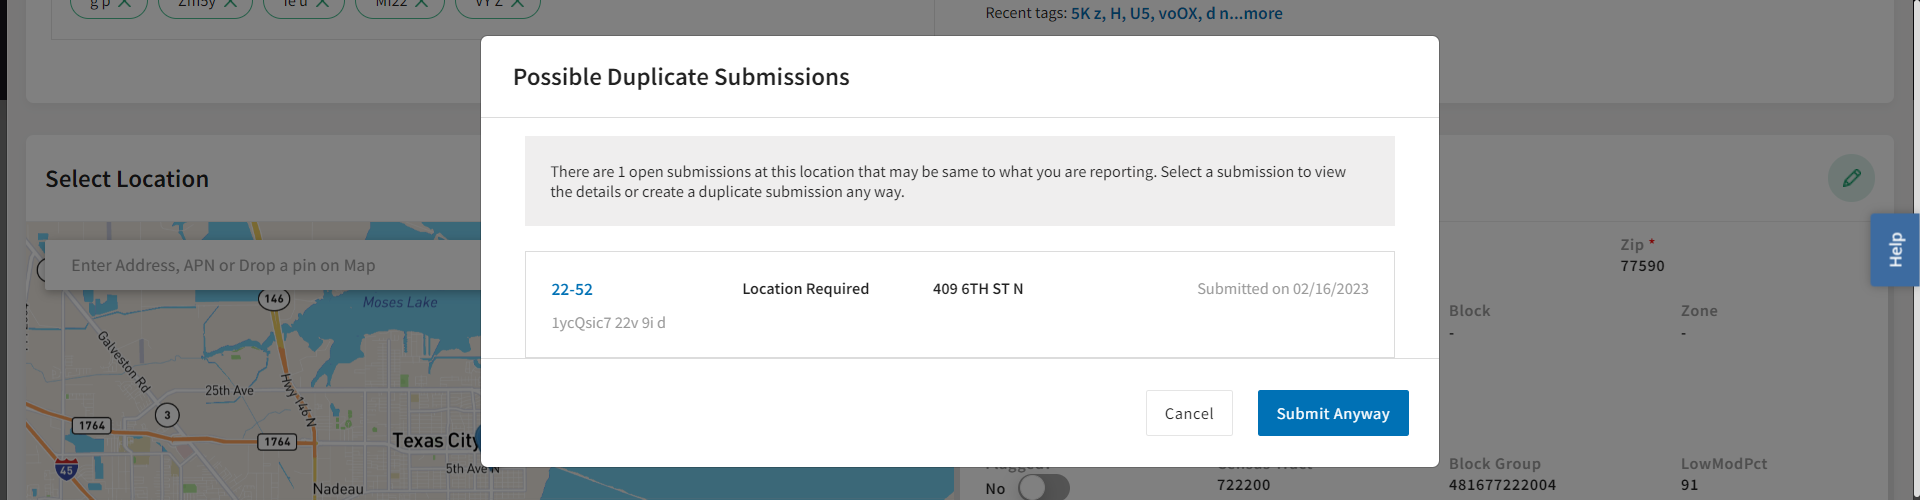 g p
Zm5y
Mi22
Recent tags: 5K z, H, U5, voOX, d n...more
Possible Duplicate Submissions
There are 1 open submissions at this location that may be same to what you are reporting. Select a submission to view
the details or create a duplicate submission any way.
22-52 Location Required 409 6TH ST N Submitted on 02/16/2023
1ycQsic7 22v 9i d
Cancel Submit Anyway
Select Location
Enter Address, APN or Drop a pin on Map
146
Moses Lake
Galveston Rd
Hwy 146 N
25th Ave
3
1764
1764
Texas City
45
5th Ave N
Nadeau
Help
Zip *
77590
Block
-
Zone
-
Flagged?
No
Census Tract
722200
Block Group
481677222004
LowModPct
91